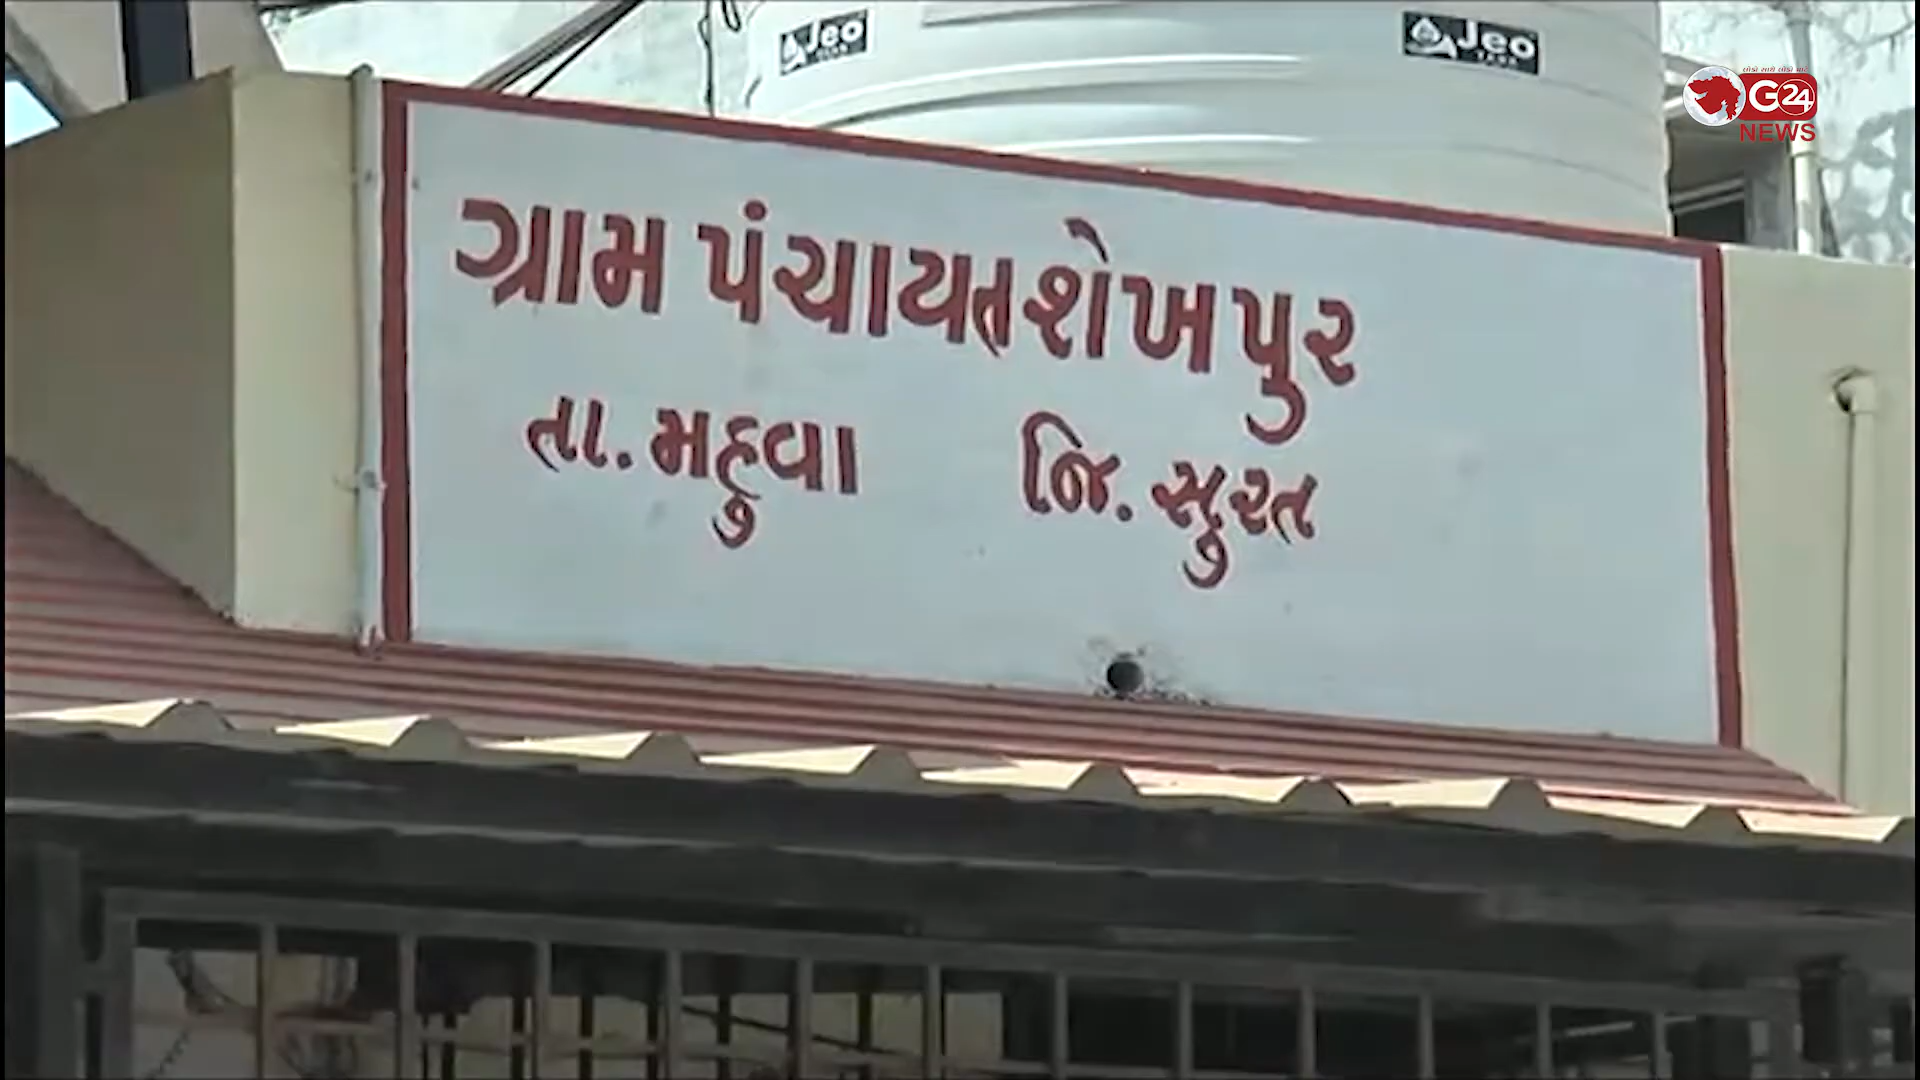 Jeo
Jeo
G24
NEWS
ગ્રામ પંચાયત શેખપુર
તા. મહુવા જિ. સુરત